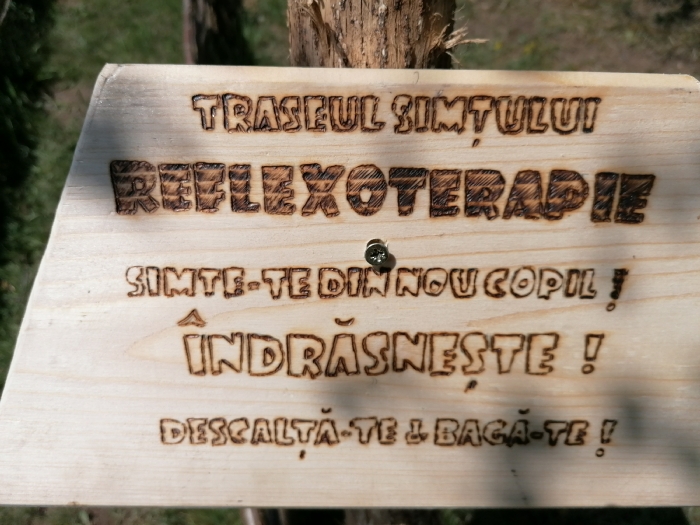 TRASEUL SIMȚULUI
REFLEXOTERAPIE
SIMTE-TE DIN NOU COPIL !
ÎNDRĂSNEȘTE !
DESCALȚĂ-TE & BAGĂ-TE !